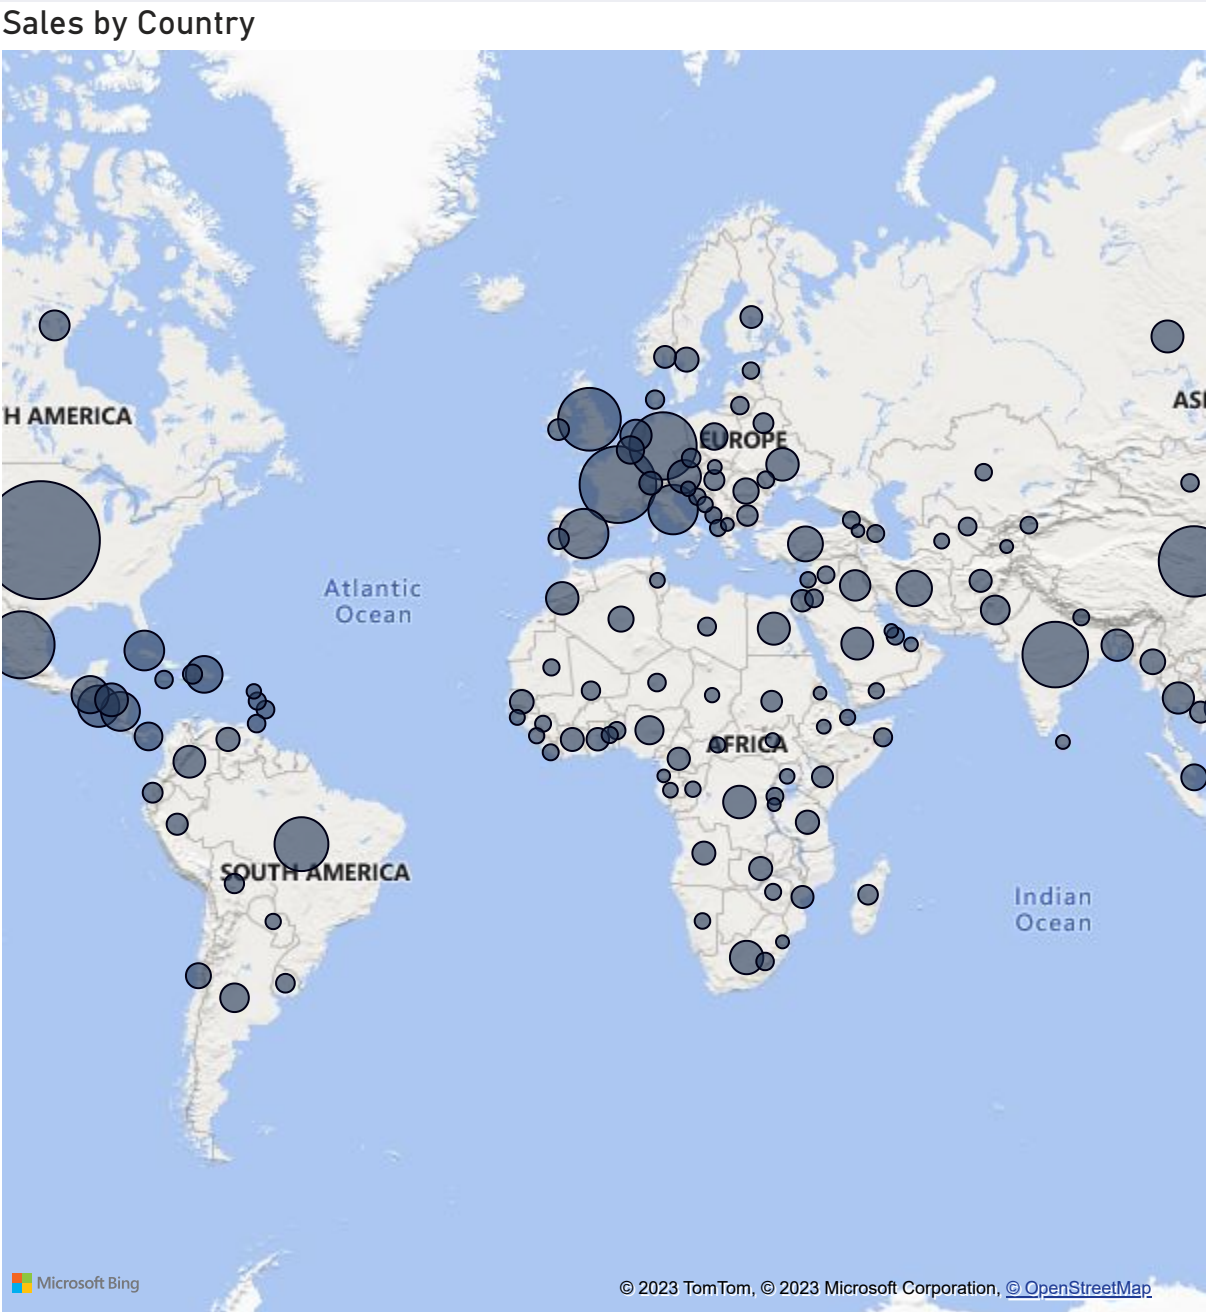 Sales by Country
H AMERICA
ASI
EUROPE
Atlantic
Ocean
AFRICA
SOUTH AMERICA
Indian
Ocean
Microsoft Bing
© 2023 TomTom, © 2023 Microsoft Corporation, © OpenStreetMap